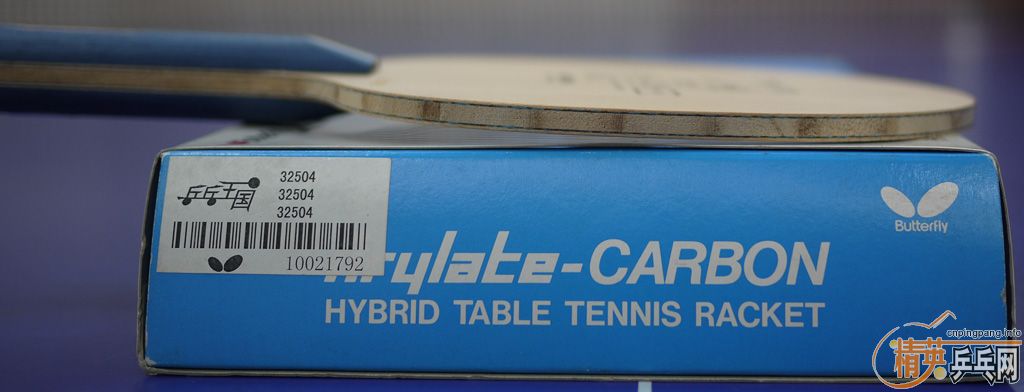 乒乓王国
32504
32504
32504
10021792
Butterfly
Arylate-CARBON
HYBRID TABLE TENNIS RACKET
cnpingpang.info
精英乒乓网